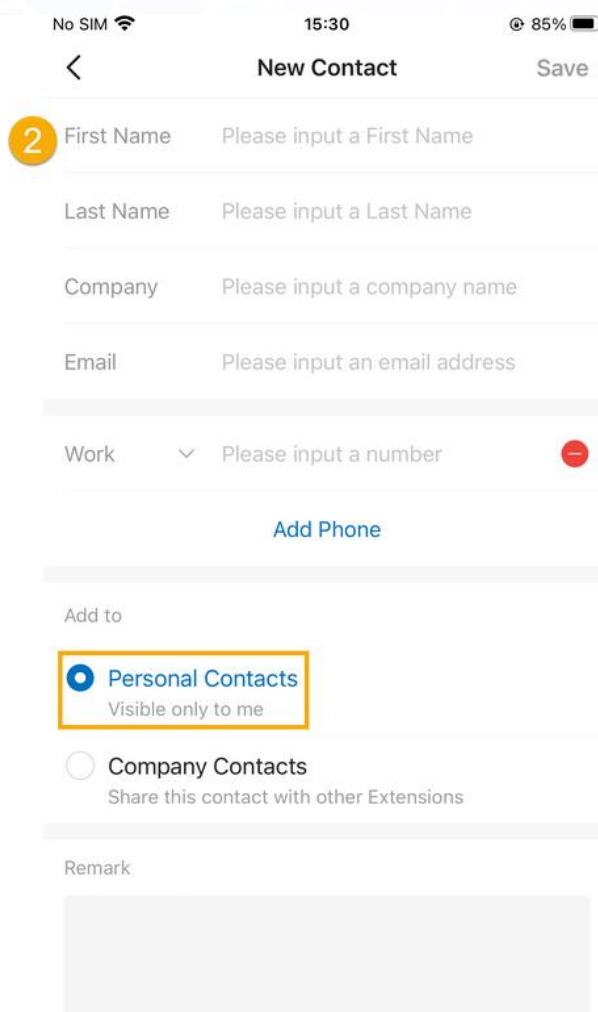 No SIM 15:30 85%
New Contact Save
2 First Name Please input a First Name
Last Name Please input a Last Name
Company Please input a company name
Email Please input an email address
Work Please input a number
Add Phone
Add to
Personal Contacts
Visible only to me
Company Contacts
Share this contact with other Extensions
Remark